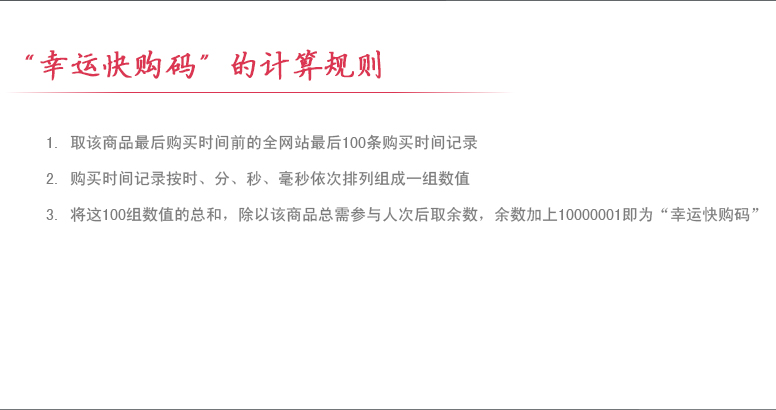 “幸运快购码”的计算规则
1. 取该商品最后购买时间前的全网站最后100条购买时间记录
2. 购买时间记录按时、分、秒、毫秒依次排列组成一组数值
3. 将这100组数值的总和，除以该商品总需参与人次后取余数，余数加上10000001即为“幸运快购码”